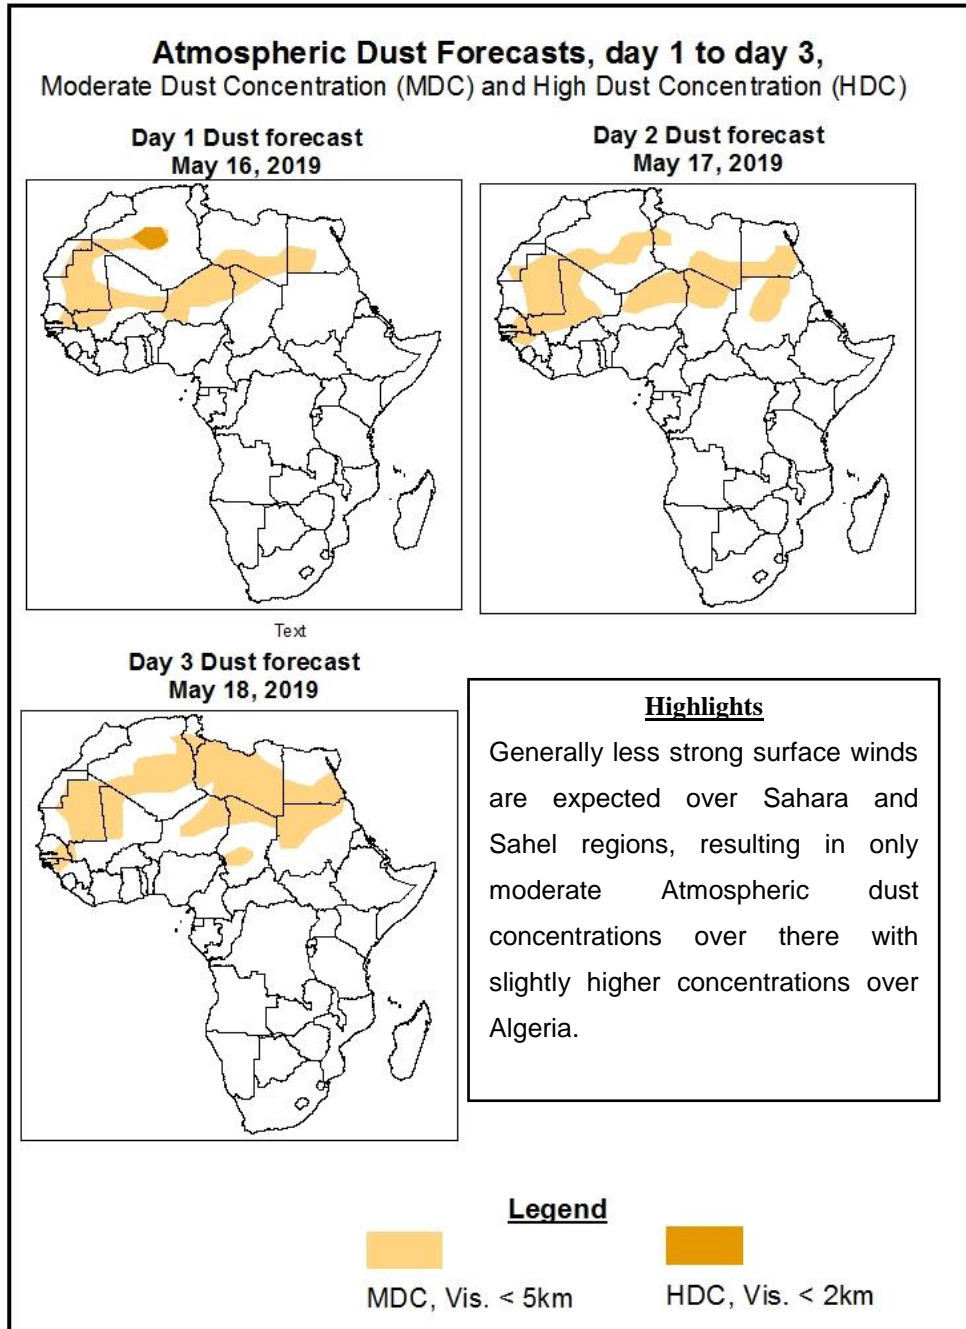 Atmospheric Dust Forecasts, day 1 to day 3,
Moderate Dust Concentration (MDC) and High Dust Concentration (HDC)
Day 1 Dust forecast
May 16, 2019
Day 2 Dust forecast
May 17, 2019
Text
Day 3 Dust forecast
May 18, 2019
Highlights
Generally less strong surface winds
are expected over Sahara and
Sahel regions, resulting in only
moderate Atmospheric dust
concentrations over there with
slightly higher concentrations over
Algeria.
Legend
MDC, Vis. < 5km
HDC, Vis. < 2km